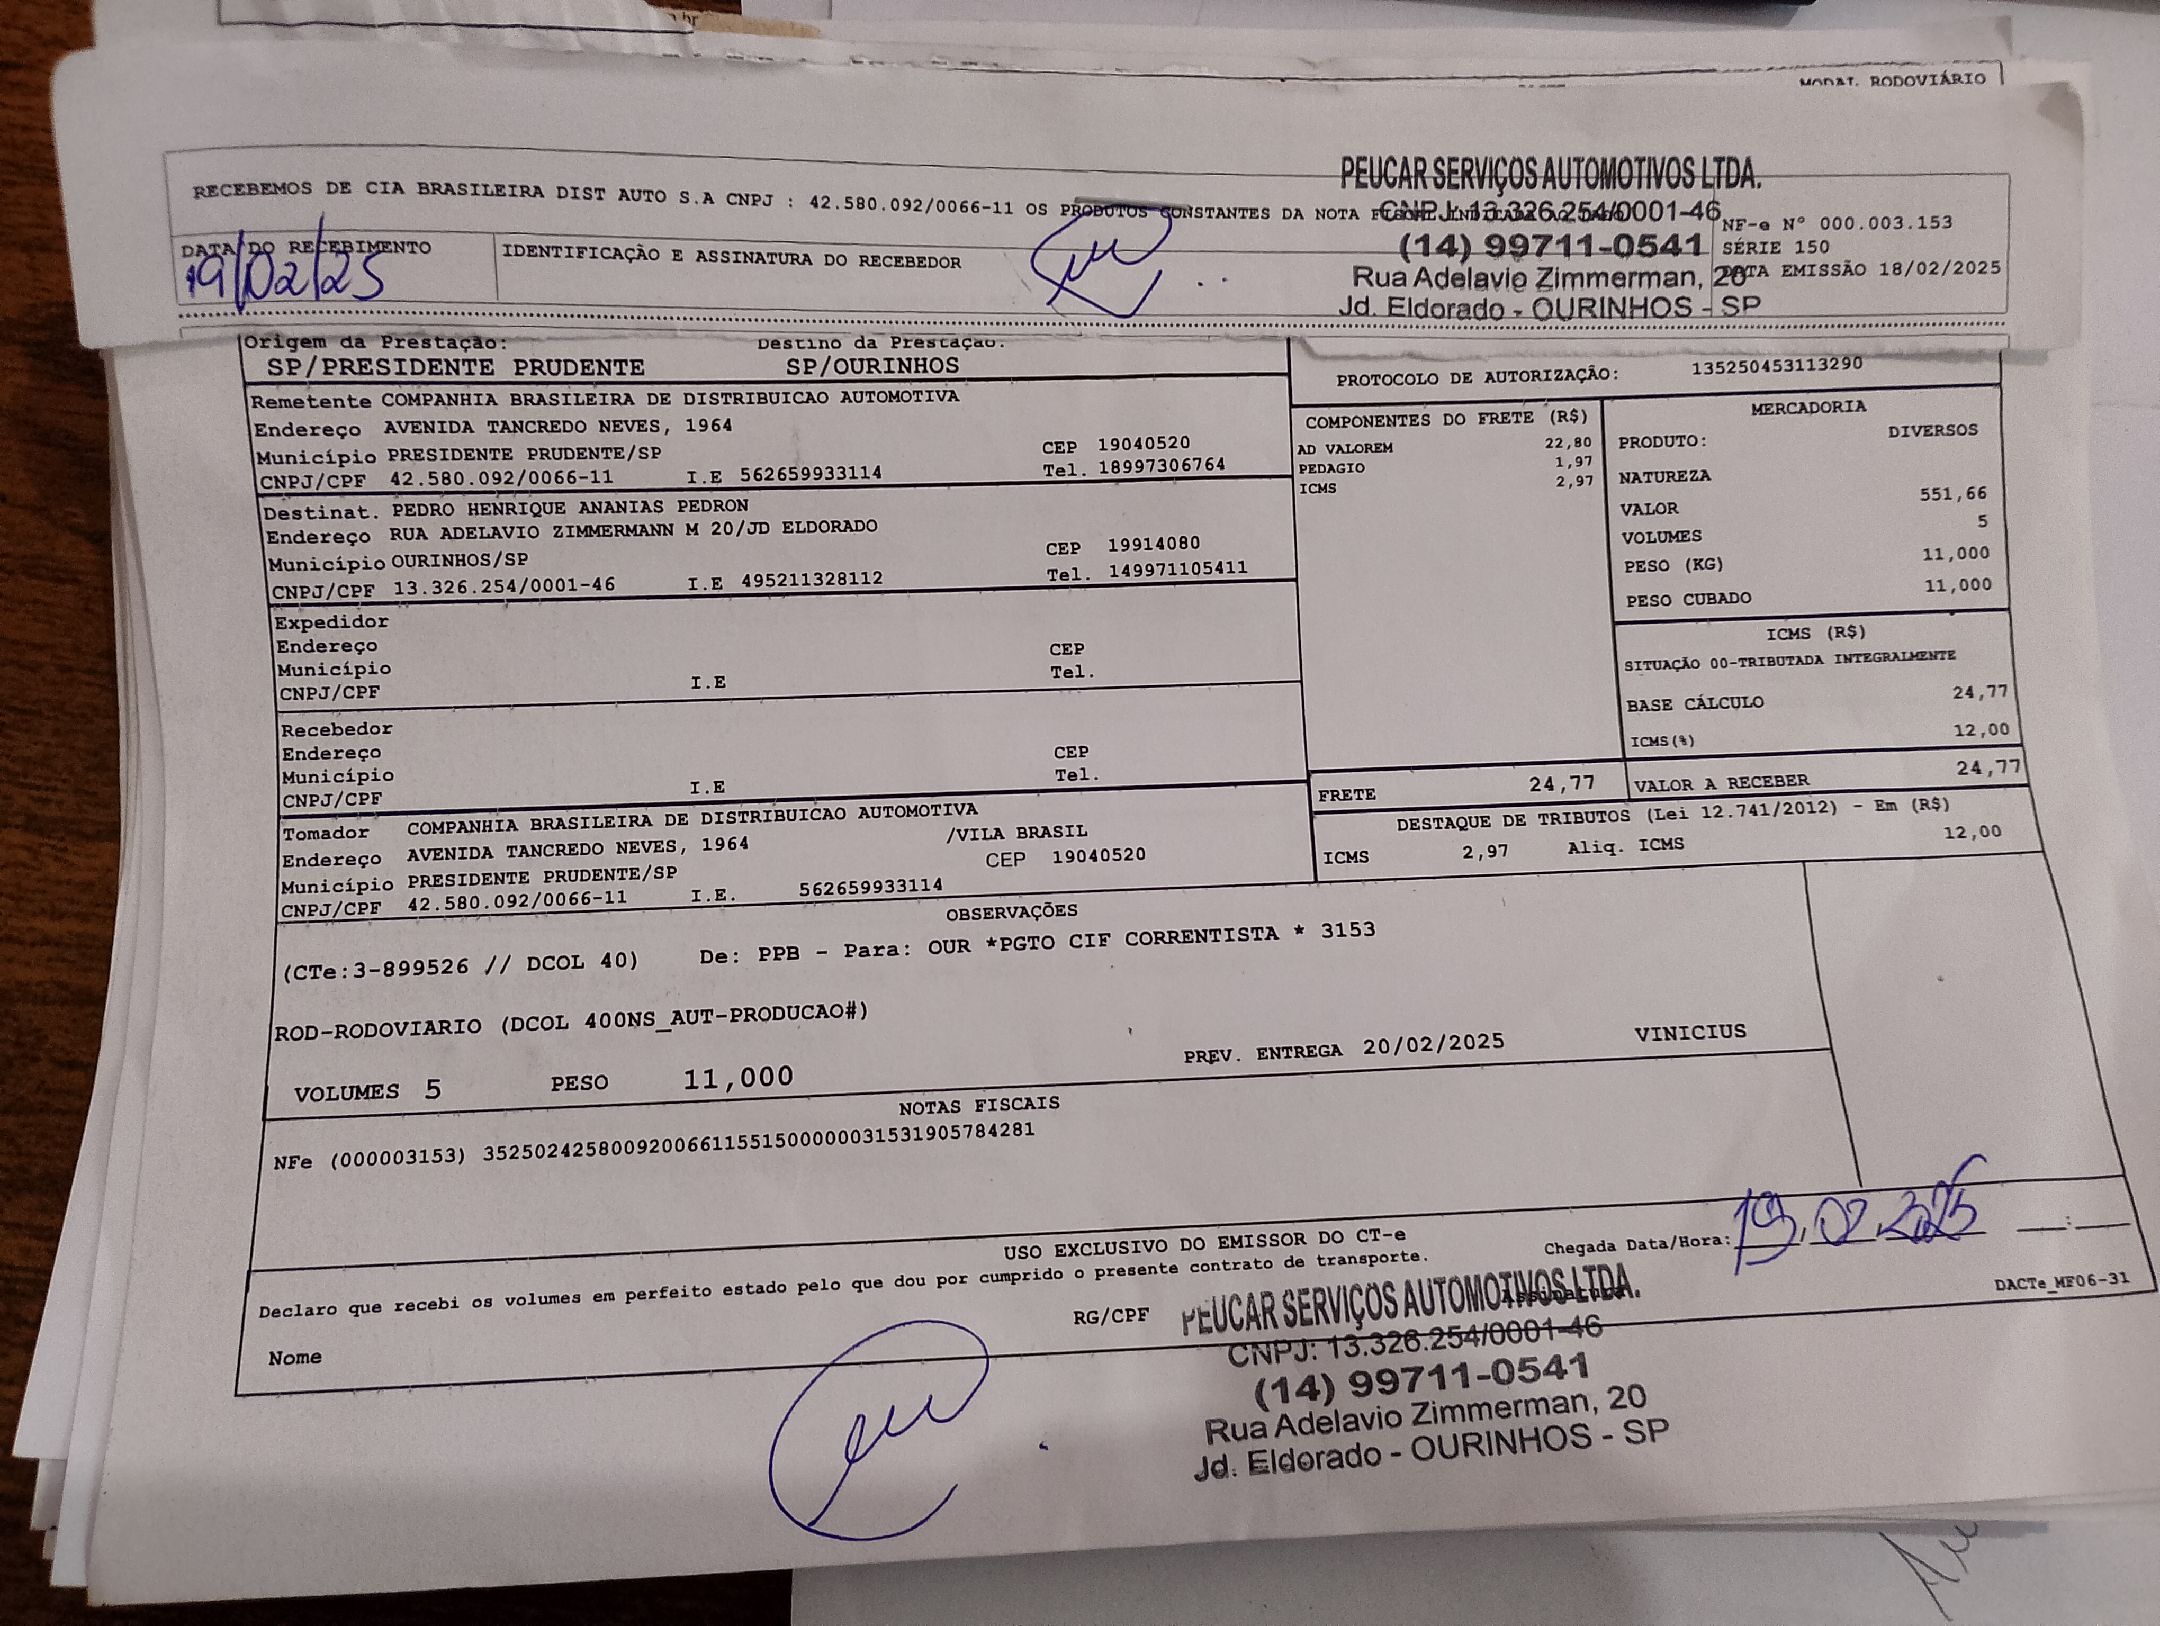 MODAL RODOVIÁRIO
PEUCAR SERVIÇOS AUTOMOTIVOS LTDA.
RECEBEMOS DE CIA BRASILEIRA DIST AUTO S.A CNPJ : 42.580.092/0066-11 OS PRODUTOS CONSTANTES DA NOTA
CNPJ: 13.326.254/0001-46
NF-e Nº 000.003.153
DATA DO RECEBIMENTO
IDENTIFICAÇÃO E ASSINATURA DO RECEBEDOR
(14) 99711-0541
SÉRIE 150
19/02/25
Rua Adelavio Zimmerman, 20
DATA EMISSÃO 18/02/2025
Jd. Eldorado - OURINHOS - SP
Origem da Prestação:
Destino da Prestação:
SP/PRESIDENTE PRUDENTE
SP/OURINHOS
PROTOCOLO DE AUTORIZAÇÃO: 135250453113290
Remetente COMPANHIA BRASILEIRA DE DISTRIBUICAO AUTOMOTIVA
Endereço AVENIDA TANCREDO NEVES, 1964
Município PRESIDENTE PRUDENTE/SP CEP 19040520
CNPJ/CPF 42.580.092/0066-11 I.E 562659933114 Tel. 18997306764
Destinat. PEDRO HENRIQUE ANANIAS PEDRON
Endereço RUA ADELAVIO ZIMMERMANN M 20/JD ELDORADO
Município OURINHOS/SP CEP 19914080
CNPJ/CPF 13.326.254/0001-46 I.E 495211328112 Tel. 149971105411
Expedidor
Endereço
CEP
Município
Tel.
CNPJ/CPF I.E
Recebedor
Endereço
CEP
Município
Tel.
CNPJ/CPF I.E
Tomador COMPANHIA BRASILEIRA DE DISTRIBUICAO AUTOMOTIVA
Endereço AVENIDA TANCREDO NEVES, 1964 /VILA BRASIL
Município PRESIDENTE PRUDENTE/SP CEP 19040520
CNPJ/CPF 42.580.092/0066-11 I.E. 562659933114
COMPONENTES DO FRETE (R$)
AD VALOREM 22,80
PEDAGIO 1,97
ICMS 2,97
MERCADORIA
PRODUTO: DIVERSOS
NATUREZA
VALOR 551,66
VOLUMES 5
PESO (KG) 11,000
PESO CUBADO 11,000
ICMS (R$)
SITUAÇÃO 00-TRIBUTADA INTEGRALMENTE
BASE CÁLCULO 24,77
ICMS(%) 12,00
FRETE 24,77
VALOR A RECEBER 24,77
DESTAQUE DE TRIBUTOS (Lei 12.741/2012) - Em (R$)
ICMS 2,97 Aliq. ICMS 12,00
OBSERVAÇÕES
(CTe:3-899526 // DCOL 40) De: PPB - Para: OUR *PGTO CIF CORRENTISTA * 3153
ROD-RODOVIARIO (DCOL 400NS_AUT-PRODUCAO#)
VOLUMES 5 PESO 11,000 PREV. ENTREGA 20/02/2025 VINICIUS
NOTAS FISCAIS
NFe (000003153) 35250242580092006611551500000031531905784281
USO EXCLUSIVO DO EMISSOR DO CT-e
Declaro que recebi os volumes em perfeito estado pelo que dou por cumprido o presente contrato de transporte.
Chegada Data/Hora: 19.02.2025 :
DACTe_MF06-31
Nome
RG/CPF
PEUCAR SERVIÇOS AUTOMOTIVOS LTDA.
CNPJ: 13.326.254/0001-46
(14) 99711-0541
Rua Adelavio Zimmerman, 20
Jd. Eldorado - OURINHOS - SP